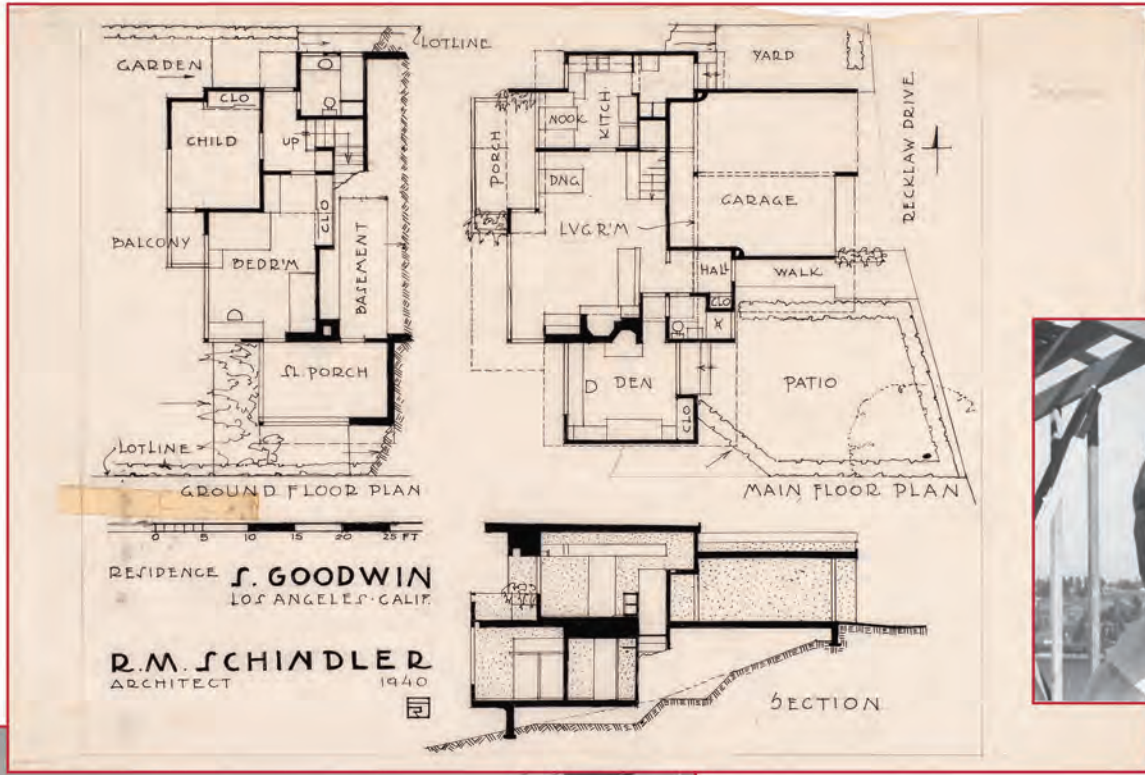 LOTLINE
GARDEN
CLO
CHILD
UP
BALCONY
BEDR'M
CLO
BASEMENT
D
SL. PORCH
LOTLINE
GROUND FLOOR PLAN
YARD
NOOK
KITCH
PORCH
DNG
LVG R'M
GARAGE
RECKLAW DRIVE
HALL
WALK
CLO
D DEN
CLO
PATIO
MAIN FLOOR PLAN
0 5 10 15 20 25 FT
RESIDENCE S. GOODWIN
LOS ANGELES · CALIF.
R.M. SCHINDLER
ARCHITECT 1940
SECTION